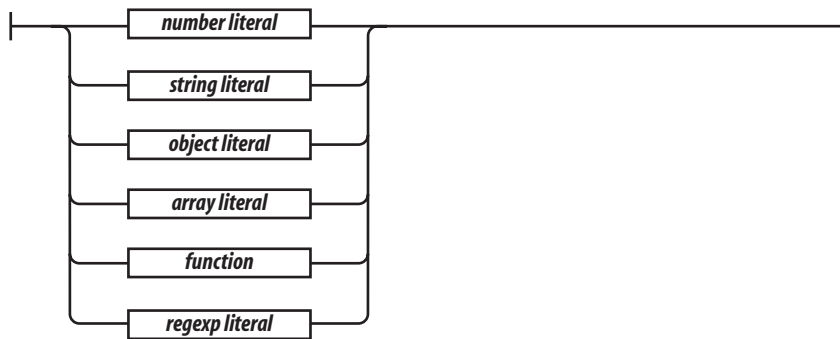 number literal
string literal
object literal
array literal
function
regexp literal